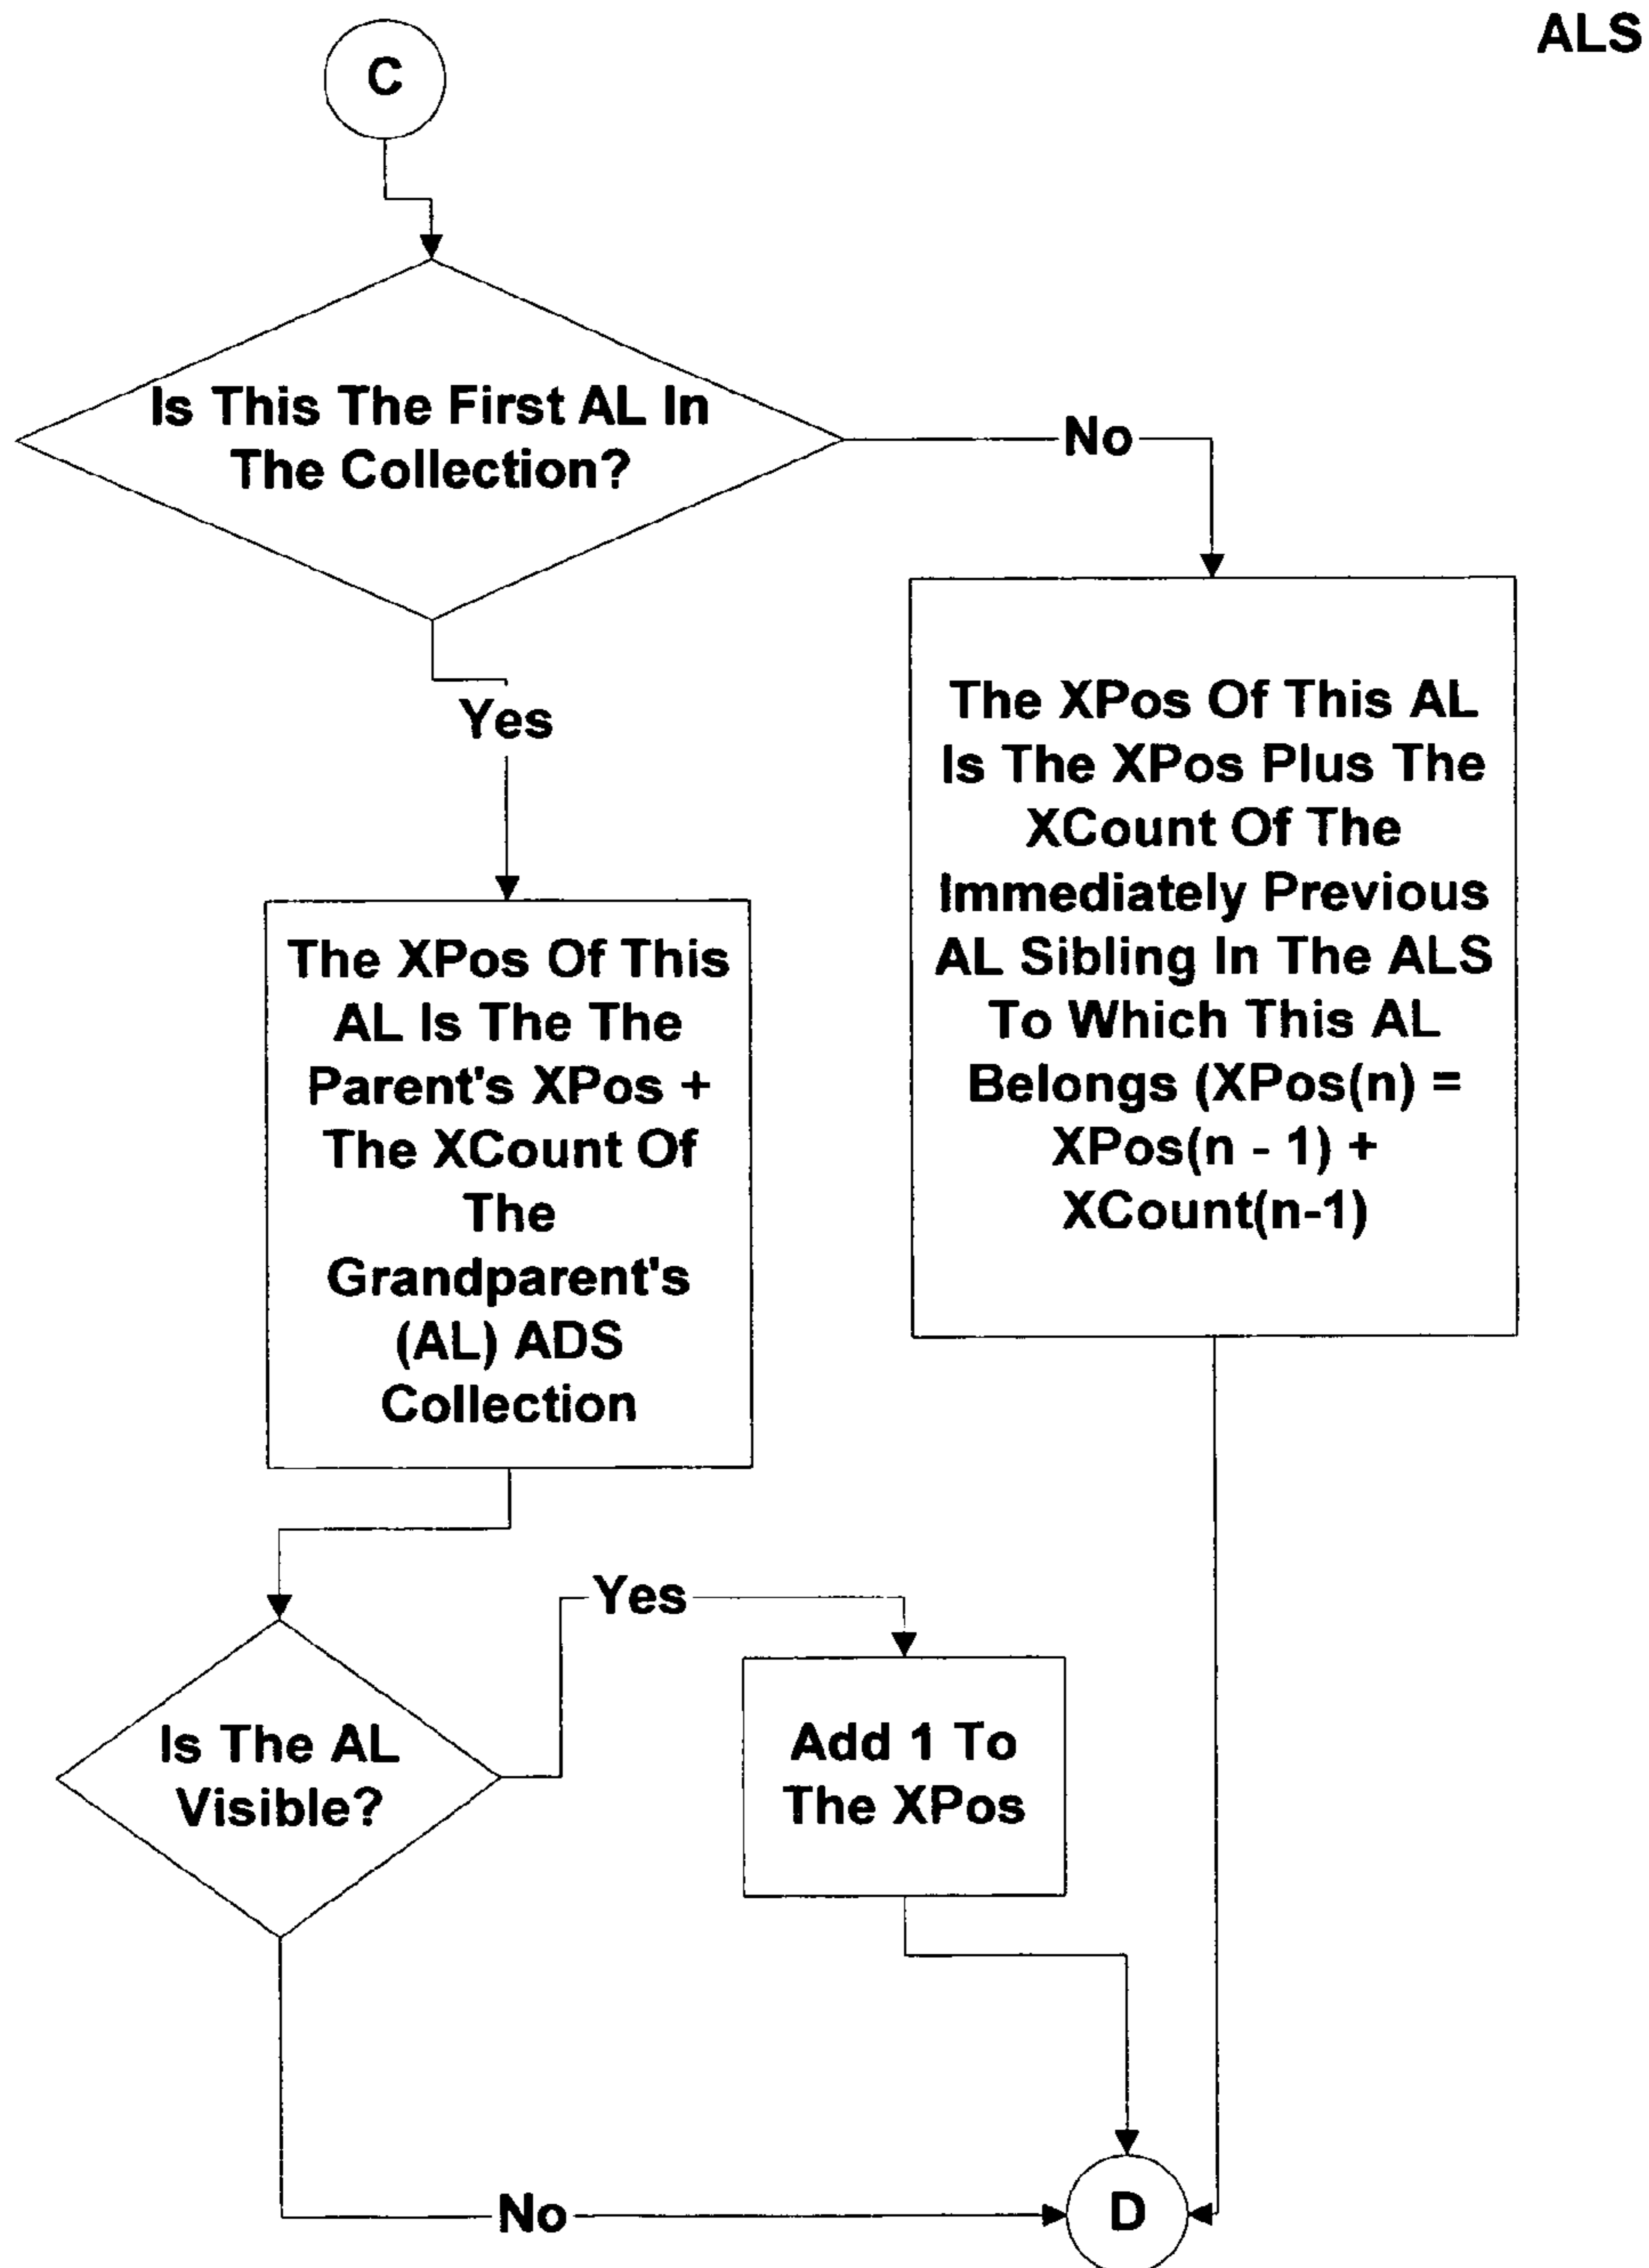 ALS
C
Is This The First AL In
The Collection?
No
Yes
The XPos Of This AL
Is The XPos Plus The
XCount Of The
Immediately Previous
AL Sibling In The ALS
To Which This AL
Belongs (XPos(n) =
XPos(n - 1) +
XCount(n-1)
The XPos Of This
AL Is The The
Parent's XPos +
The XCount Of
The
Grandparent's
(AL) ADS
Collection
Yes
Is The AL
Visible?
Add 1 To
The XPos
No
D